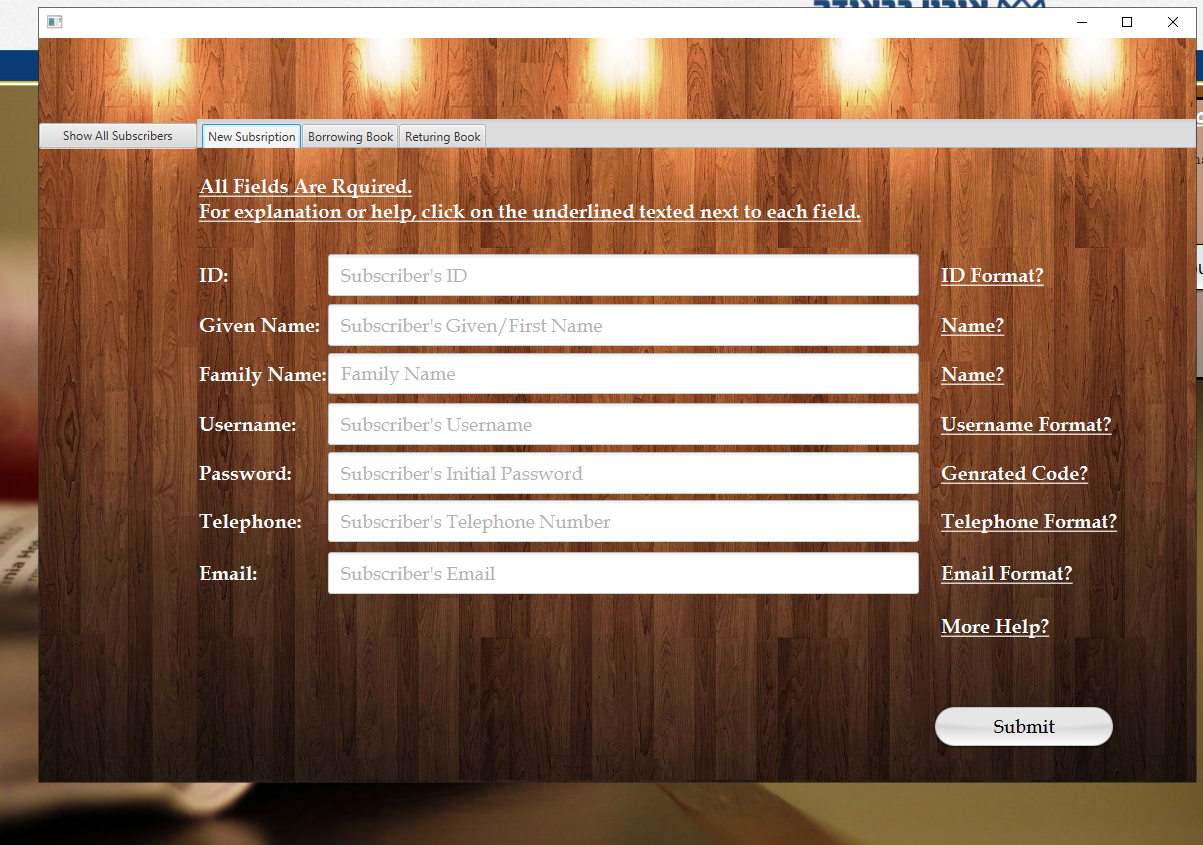 Show All Subscribers
New Subsription
Borrowing Book
Returing Book
All Fields Are Rquired.
For explanation or help, click on the underlined texted next to each field.
ID:
Subscriber's ID
ID Format?
Given Name:
Subscriber's Given/First Name
Name?
Family Name:
Family Name
Name?
Username:
Subscriber's Username
Username Format?
Password:
Subscriber's Initial Password
Genrated Code?
Telephone:
Subscriber's Telephone Number
Telephone Format?
Email:
Subscriber's Email
Email Format?
More Help?
Submit